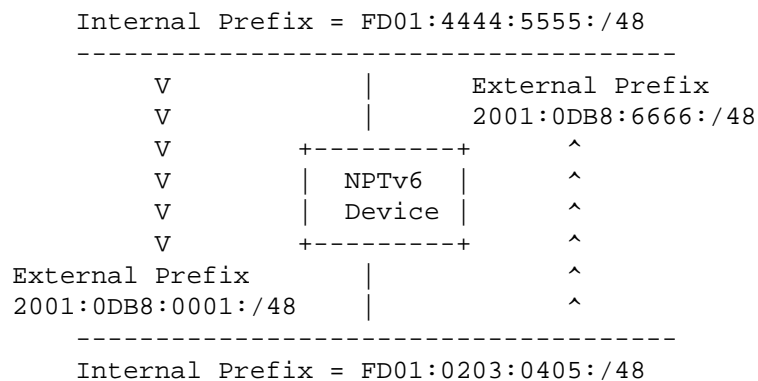 Internal Prefix = FD01:4444:5555:/48
--------------------------------------
V | External Prefix
V | 2001:0DB8:6666:/48
V +---------+ ^
V | NPTv6 | ^
V | Device | ^
V +---------+ ^
External Prefix | ^
2001:0DB8:0001:/48 | ^
--------------------------------------
Internal Prefix = FD01:0203:0405:/48